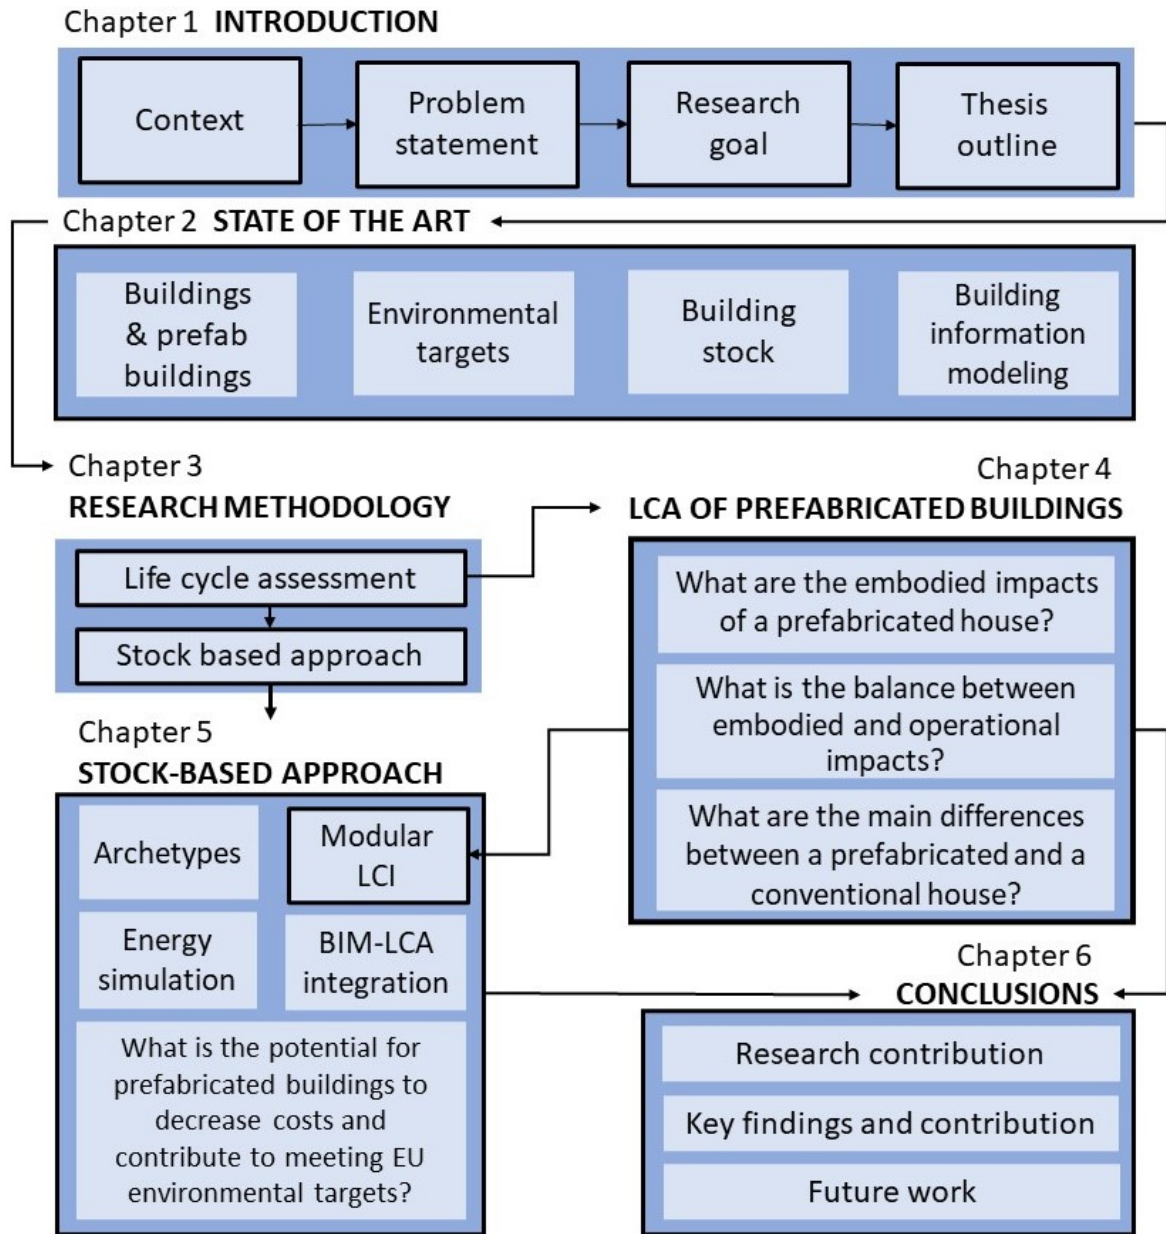 Chapter 1 INTRODUCTION
Context
Problem
statement
Research
goal
Thesis
outline
Chapter 2 STATE OF THE ART
Buildings
& prefab
buildings
Environmental
targets
Building
stock
Building
information
modeling
Chapter 3
RESEARCH METHODOLOGY
Life cycle assessment
Stock based approach
Chapter 4
LCA OF PREFABRICATED BUILDINGS
What are the embodied impacts
of a prefabricated house?
What is the balance between
embodied and operational
impacts?
What are the main differences
between a prefabricated and a
conventional house?
Chapter 5
STOCK-BASED APPROACH
Archetypes
Modular
LCI
Energy
simulation
BIM-LCA
integration
What is the potential for
prefabricated buildings to
decrease costs and
contribute to meeting EU
environmental targets?
Chapter 6
CONCLUSIONS
Research contribution
Key findings and contribution
Future work